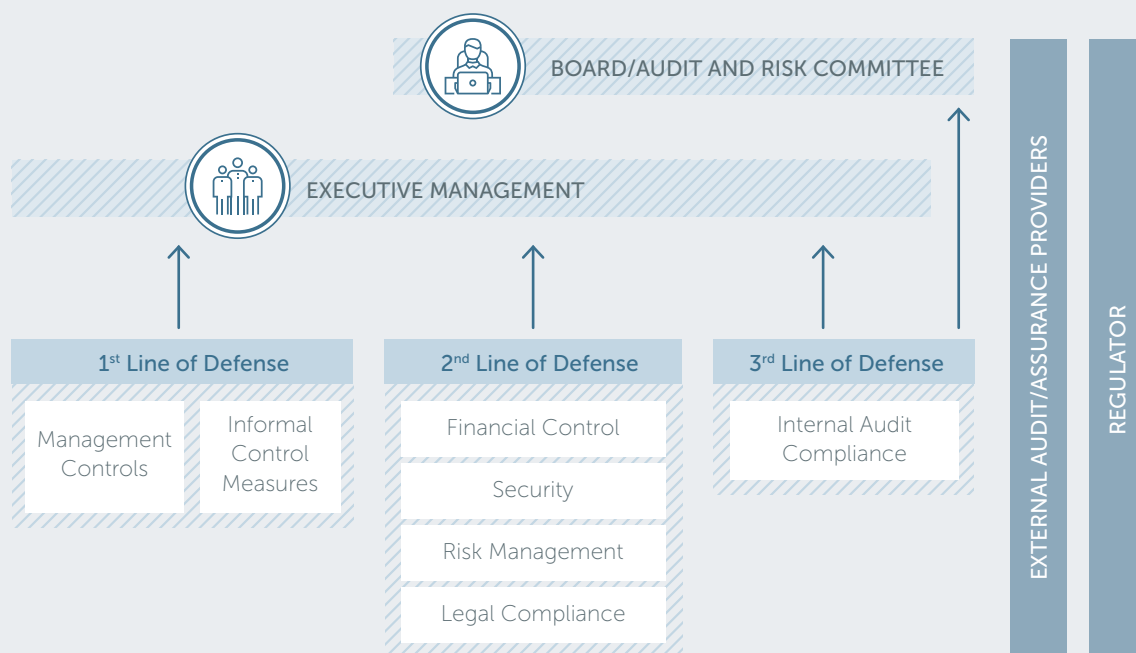 BOARD/AUDIT AND RISK COMMITTEE
EXECUTIVE MANAGEMENT
1st Line of Defense
Management
Controls
Informal
Control
Measures
2nd Line of Defense
Financial Control
Security
Risk Management
Legal Compliance
3rd Line of Defense
Internal Audit
Compliance
EXTERNAL AUDIT/ASSURANCE PROVIDERS
REGULATOR